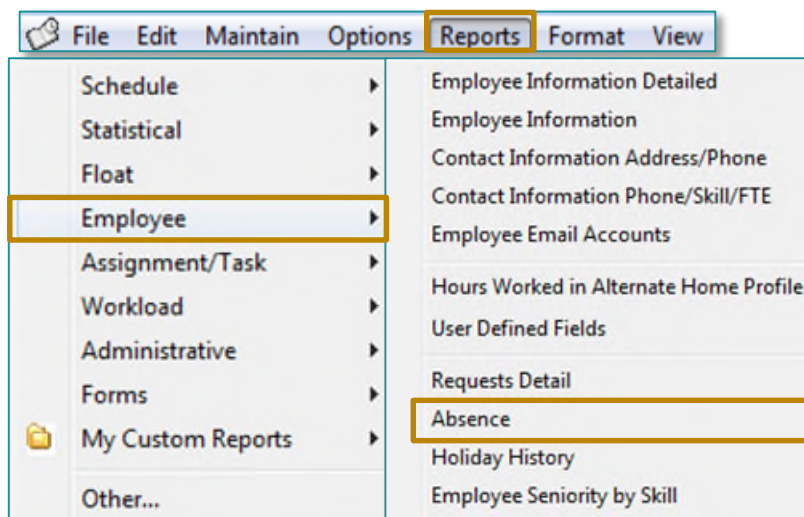 File Edit Maintain Options Reports Format View
Schedule
Statistical
Float
Employee
Assignment/Task
Workload
Administrative
Forms
My Custom Reports
Other...
Employee Information Detailed
Employee Information
Contact Information Address/Phone
Contact Information Phone/Skill/FTE
Employee Email Accounts
Hours Worked in Alternate Home Profile
User Defined Fields
Requests Detail
Absence
Holiday History
Employee Seniority by Skill